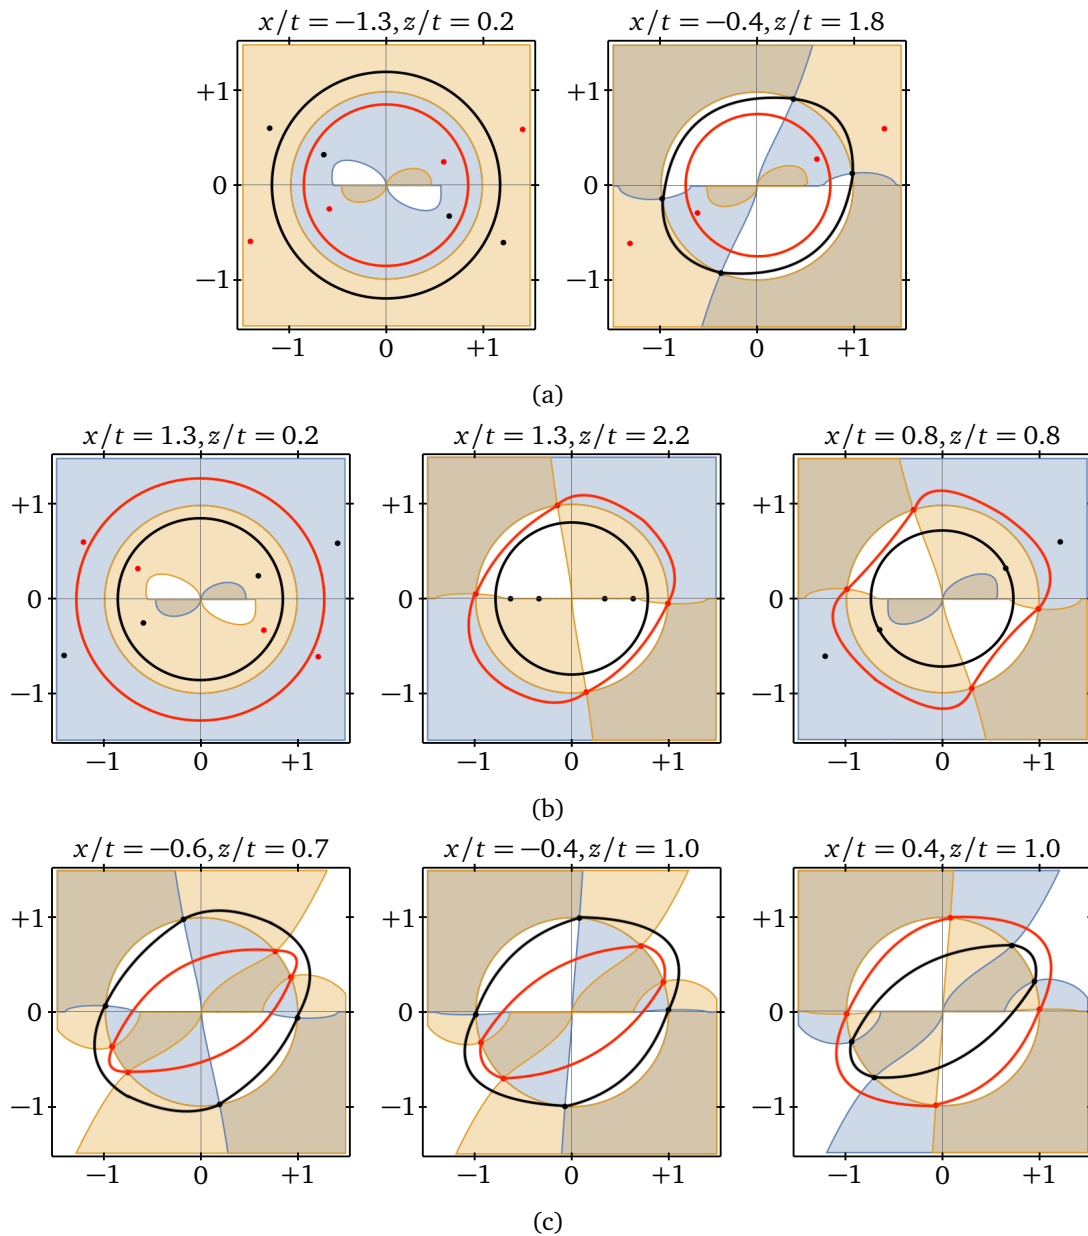 x/t = −1.3, z/t = 0.2 x/t = −0.4, z/t = 1.8
+1 +1
0 0
−1 −1
−1 0 +1 −1 0 +1
(a)
x/t = 1.3, z/t = 0.2 x/t = 1.3, z/t = 2.2 x/t = 0.8, z/t = 0.8
+1 +1 +1
0 0 0
−1 −1 −1
−1 0 +1 −1 0 +1 −1 0 +1
(b)
x/t = −0.6, z/t = 0.7 x/t = −0.4, z/t = 1.0 x/t = 0.4, z/t = 1.0
+1 +1 +1
0 0 0
−1 −1 −1
−1 0 +1 −1 0 +1 −1 0 +1
(c)